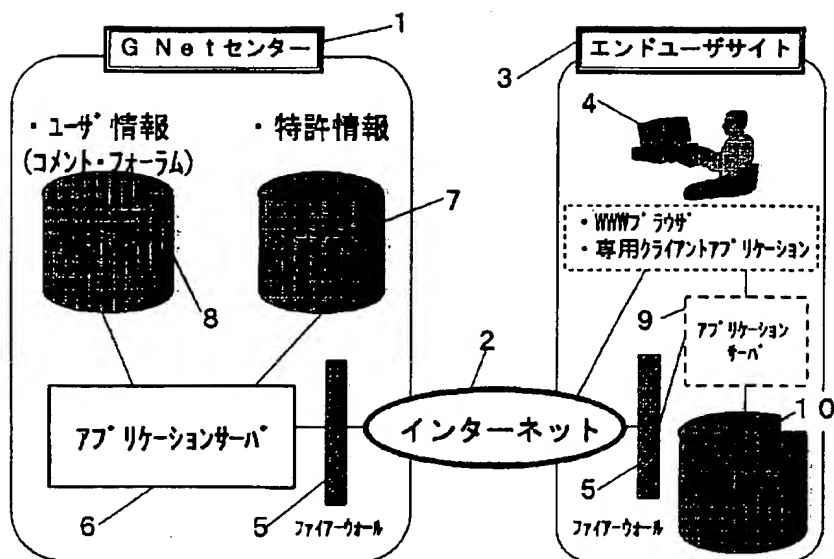 GNetセンター
1
・ユーザ情報
(コメント・フォーラム)
・特許情報
7
8
アプリケーションサーバ
6
5
ファイアーウォール
2
インターネット
エンドユーザサイト
3
4
・WWWブラウザ
・専用クライアントアプリケーション
9
アプリケーション
サーバ
10
5
ファイアーウォール